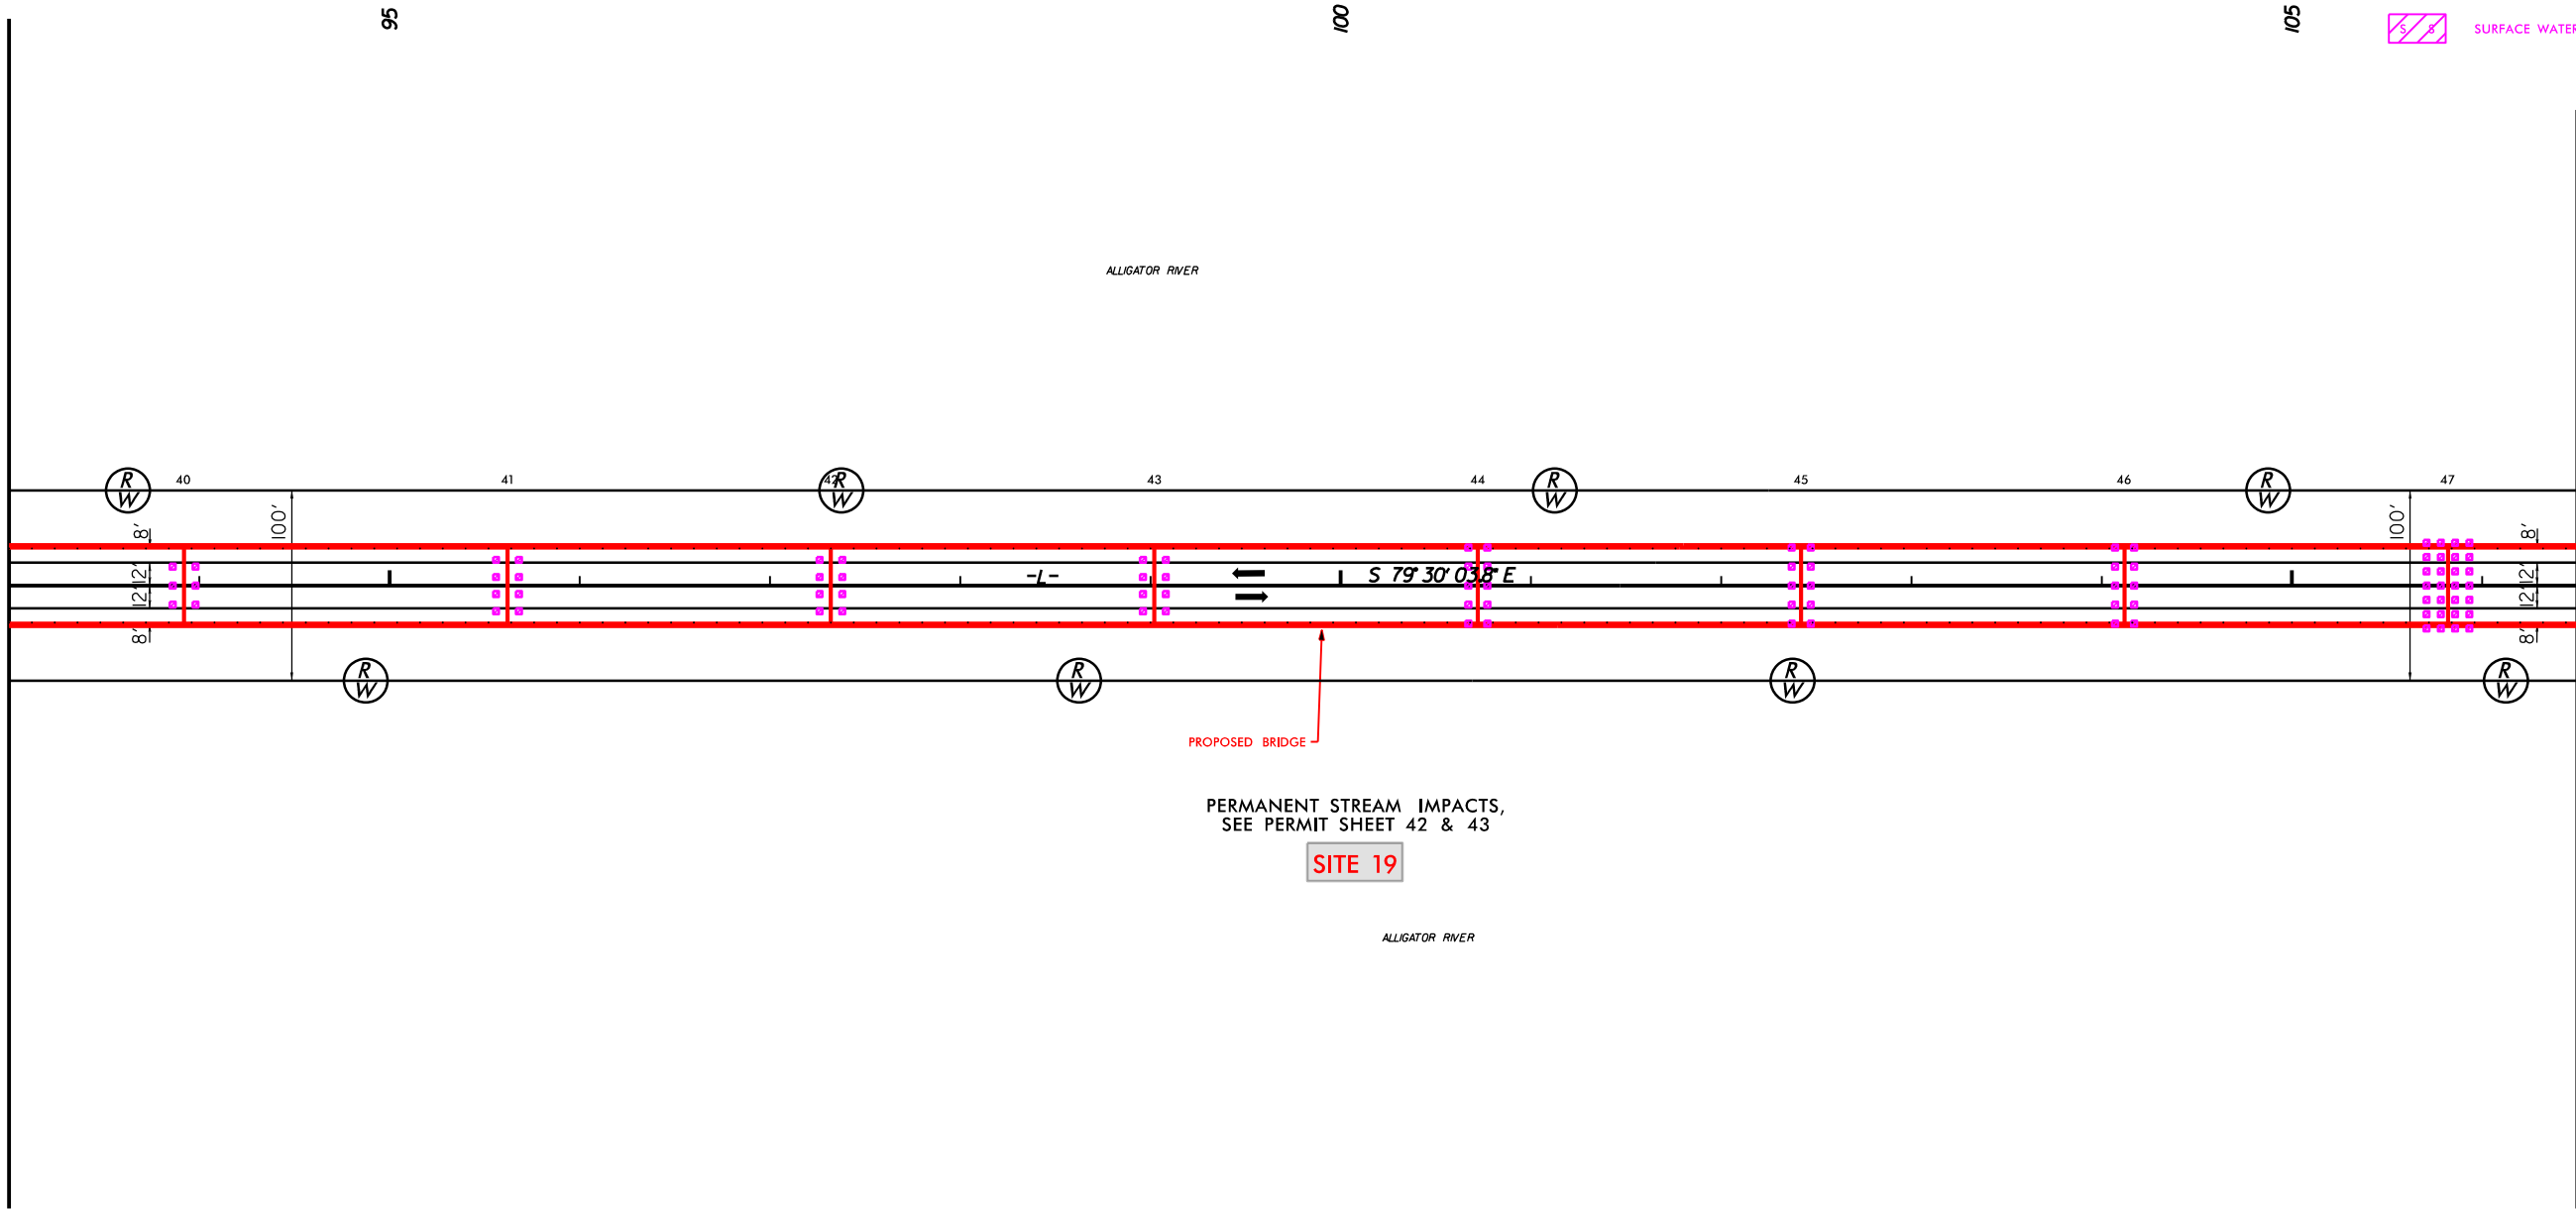 95
100
105
S S
SURFACE WATER
ALLIGATOR RIVER
R W
40
41
42
R W
43
44
R W
45
46
R W
47
8'
100'
100'
8'
12'
12'
-L-
S 79° 30' 03.8" E
12'
12'
8'
8'
R W
R W
R W
R W
PROPOSED BRIDGE
PERMANENT STREAM IMPACTS,
SEE PERMIT SHEET 42 & 43
SITE 19
ALLIGATOR RIVER